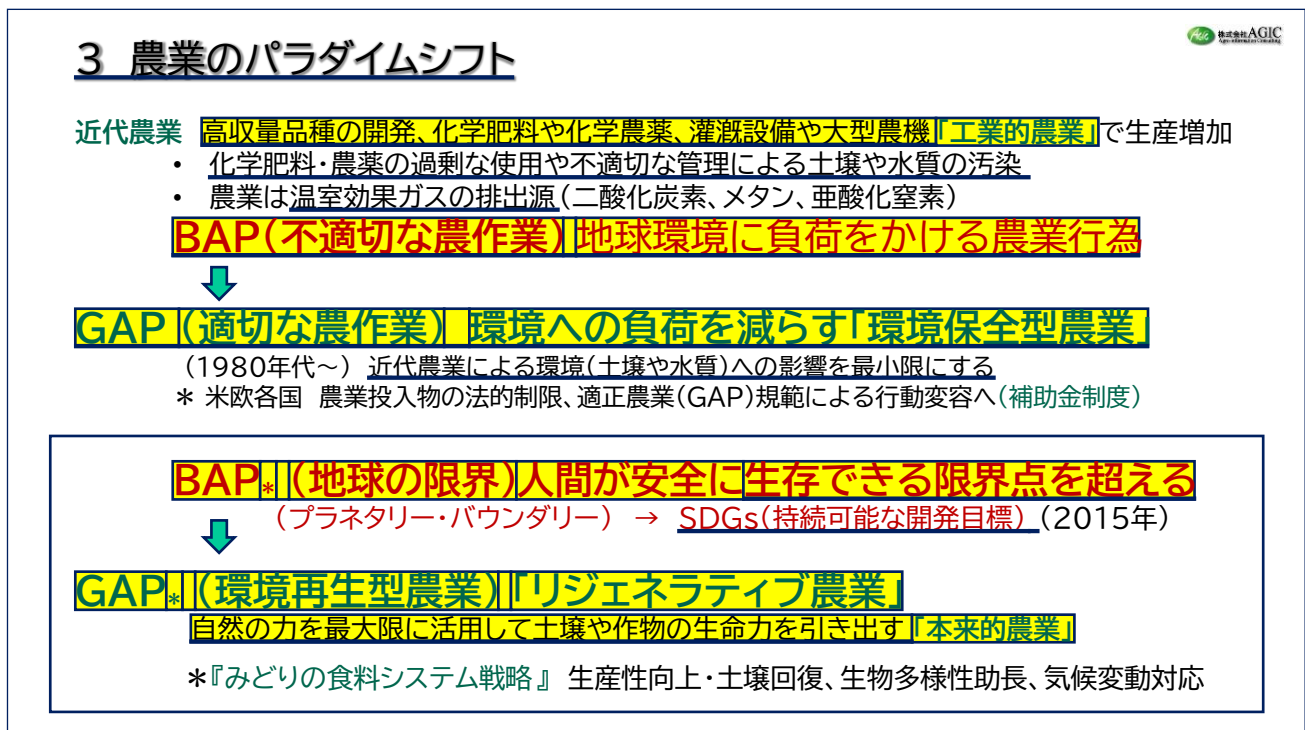 3 農業のパラダイムシフト
Agic 株式会社AGIC
Agro-Information Consulting
近代農業 高収量品種の開発、化学肥料や化学農薬、灌漑設備や大型農機『工業的農業』で生産増加
• 化学肥料・農薬の過剰な使用や不適切な管理による土壌や水質の汚染
• 農業は温室効果ガスの排出源(二酸化炭素、メタン、亜酸化窒素)
BAP(不適切な農作業) 地球環境に負荷をかける農業行為
GAP (適切な農作業) 環境への負荷を減らす「環境保全型農業」
(1980年代～) 近代農業による環境(土壌や水質)への影響を最小限にする
＊ 米欧各国 農業投入物の法的制限、適正農業(GAP)規範による行動変容へ(補助金制度)
BAP* (地球の限界)人間が安全に生存できる限界点を超える
(プラネタリー・バウンダリー) → SDGs(持続可能な開発目標) (2015年)
GAP* (環境再生型農業)「リジェネラティブ農業」
自然の力を最大限に活用して土壌や作物の生命力を引き出す『本来的農業』
＊『みどりの食料システム戦略』 生産性向上・土壌回復、生物多様性助長、気候変動対応